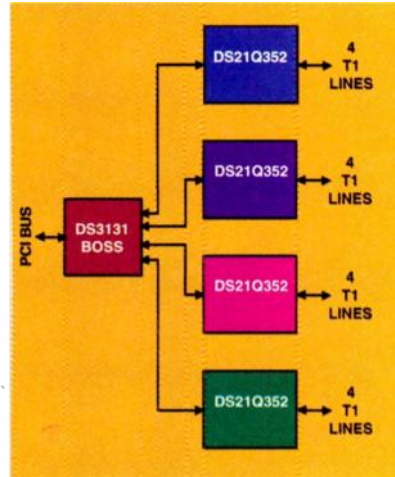 DS21Q352
4
T1
LINES
DS21Q352
4
T1
LINES
PCI BUS
DS3131
BOSS
DS21Q352
4
T1
LINES
DS21Q352
4
T1
LINES